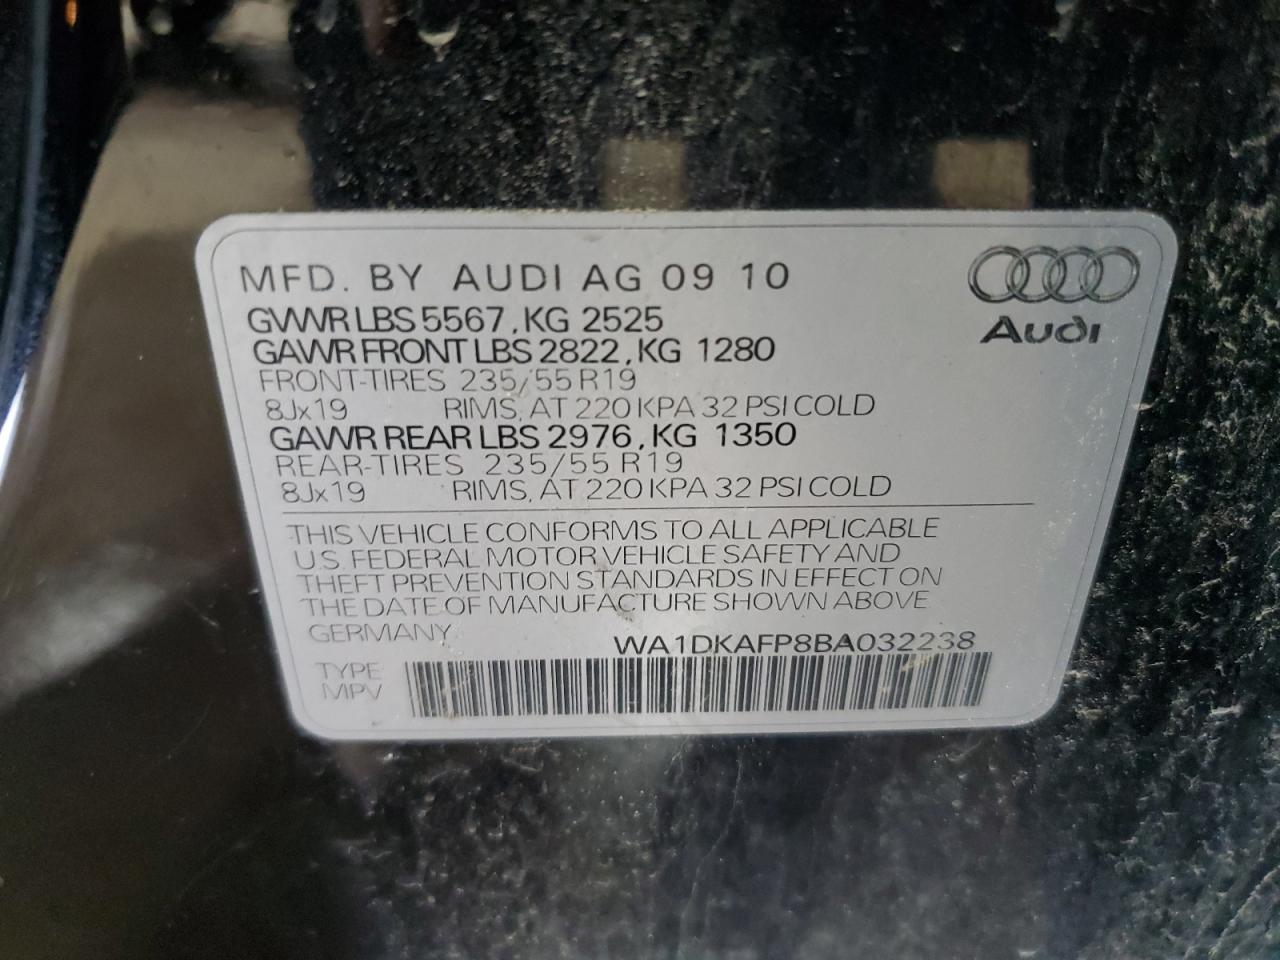 MFD. BY AUDI AG 09 10
Audi
GVWR LBS 5567, KG 2525
GAWR FRONT LBS 2822, KG 1280
FRONT-TIRES 235/55 R19
8Jx19 RIMS, AT 220 KPA 32 PSI COLD
GAWR REAR LBS 2976, KG 1350
REAR-TIRES 235/55 R19
8Jx19 RIMS, AT 220 KPA 32 PSI COLD
THIS VEHICLE CONFORMS TO ALL APPLICABLE
U.S. FEDERAL MOTOR VEHICLE SAFETY AND
THEFT PREVENTION STANDARDS IN EFFECT ON
THE DATE OF MANUFACTURE SHOWN ABOVE
GERMANY WA1DKAFP8BA032238
TYPE
MPV